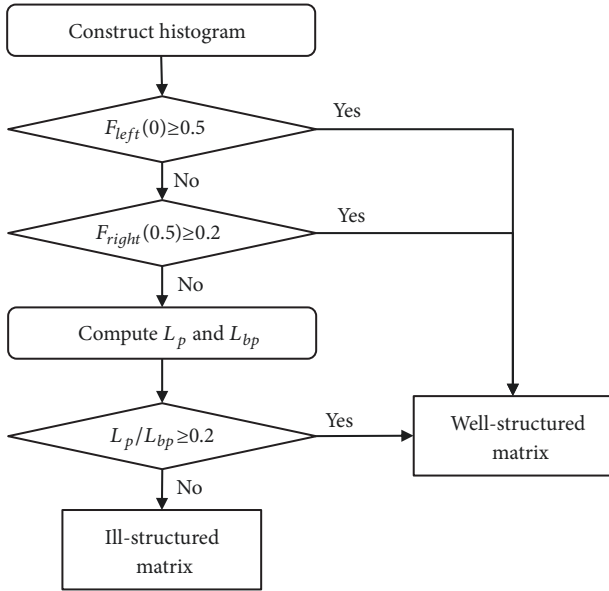 Construct histogram
F_left(0)≥0.5
Yes
No
F_right(0.5)≥0.2
Yes
No
Compute L_p and L_bp
L_p/L_bp≥0.2
Yes
Well-structured
matrix
No
Ill-structured
matrix